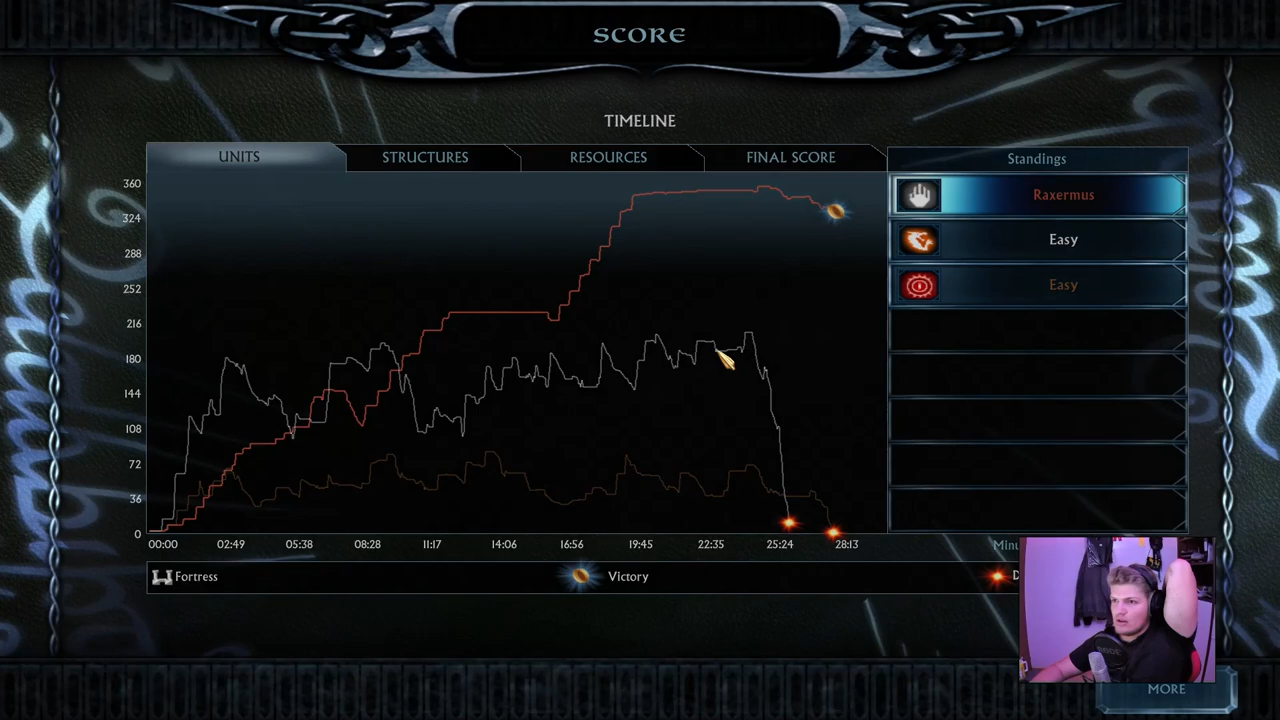 SCORE
TIMELINE
UNITS STRUCTURES RESOURCES FINAL SCORE Standings
Raxermus
Easy
Easy
360
324
288
252
216
180
144
108
72
36
0
00:00 02:49 05:38 08:28 11:17 14:06 16:56 19:45 22:35 25:24 28:13
Fortress Victory
MORE